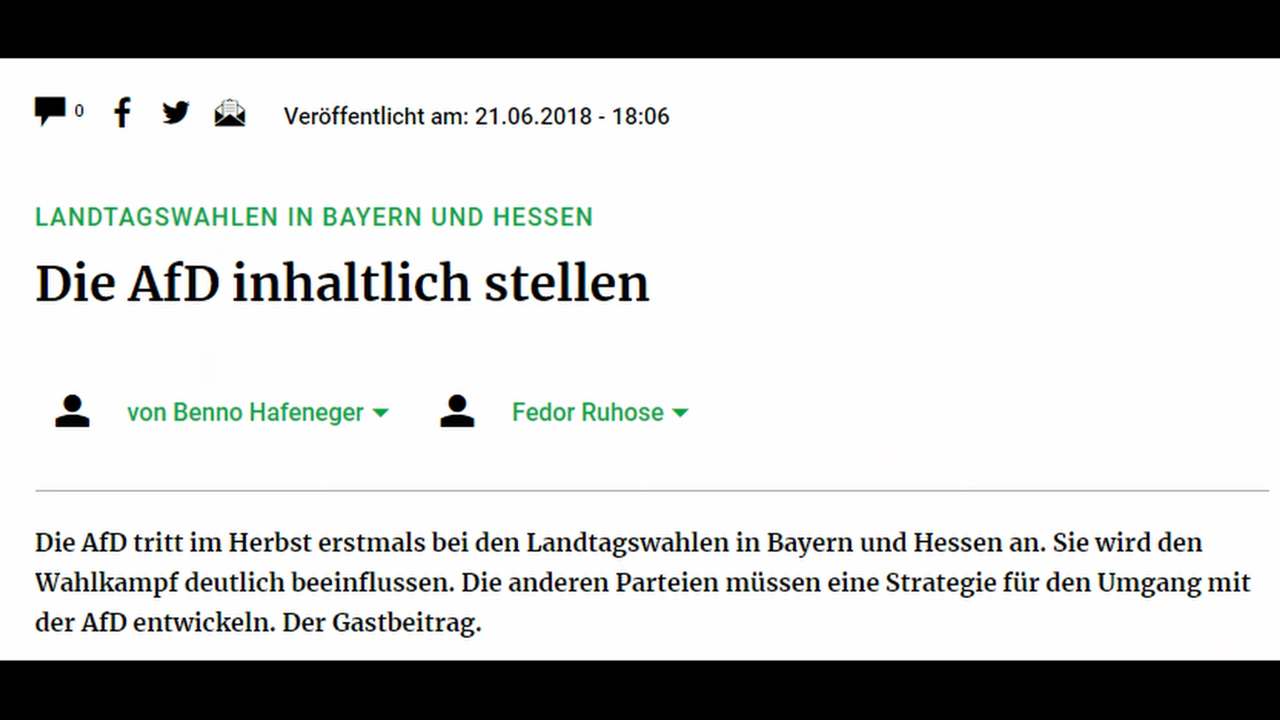 0 Veröffentlicht am: 21.06.2018 - 18:06
LANDTAGSWAHLEN IN BAYERN UND HESSEN
Die AfD inhaltlich stellen
von Benno Hafeneger Fedor Ruhose
Die AfD tritt im Herbst erstmals bei den Landtagswahlen in Bayern und Hessen an. Sie wird den
Wahlkampf deutlich beeinflussen. Die anderen Parteien müssen eine Strategie für den Umgang mit
der AfD entwickeln. Der Gastbeitrag.